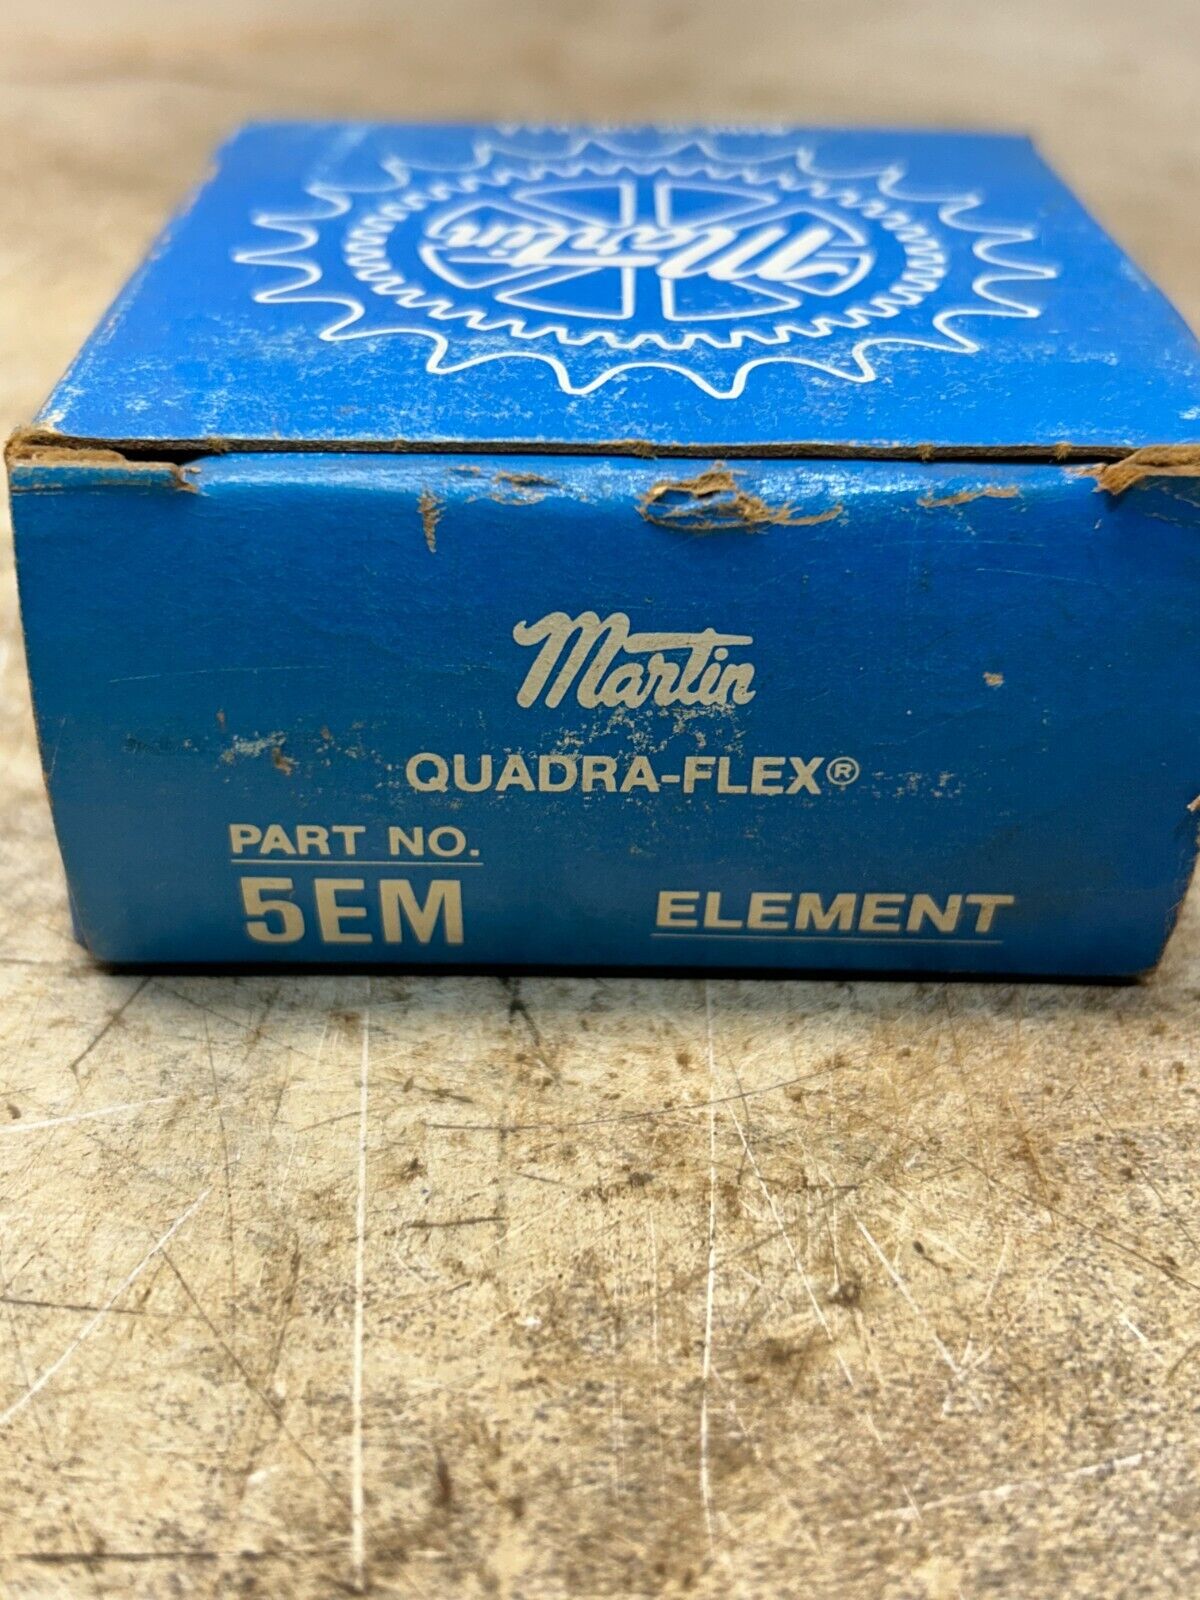 Martin
Martin
QUADRA-FLEX®
PART NO.
5EM
ELEMENT